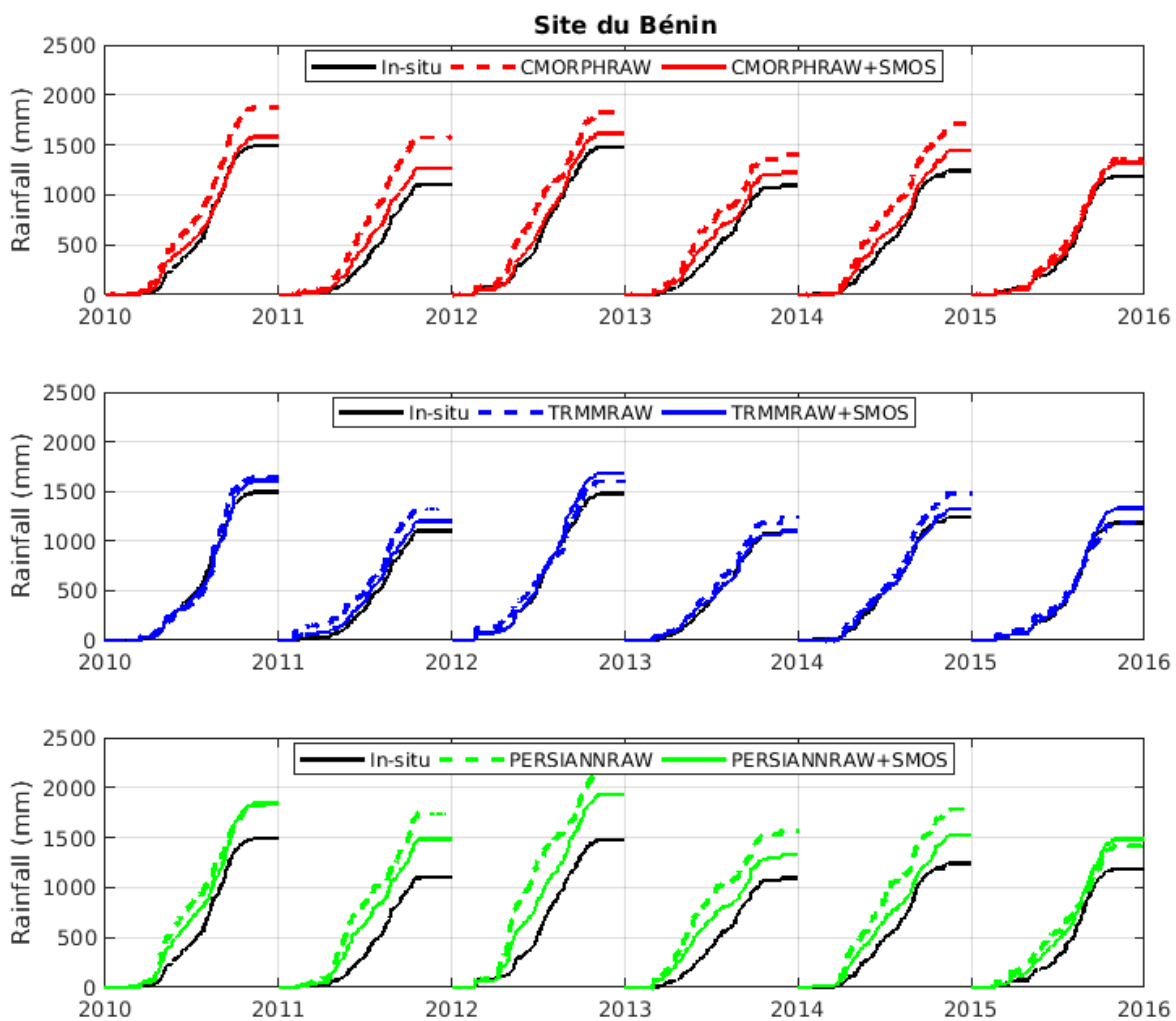 Site du Bénin
2500
In-situ CMORPHRAW CMORPHRAW+SMOS
2000
1500
1000
500
0
Rainfall (mm)
2010 2011 2012 2013 2014 2015 2016
2500
In-situ TRMMRAW TRMMRAW+SMOS
2000
1500
1000
500
0
Rainfall (mm)
2010 2011 2012 2013 2014 2015 2016
2500
In-situ PERSIANNRAW PERSIANNRAW+SMOS
2000
1500
1000
500
0
Rainfall (mm)
2010 2011 2012 2013 2014 2015 2016